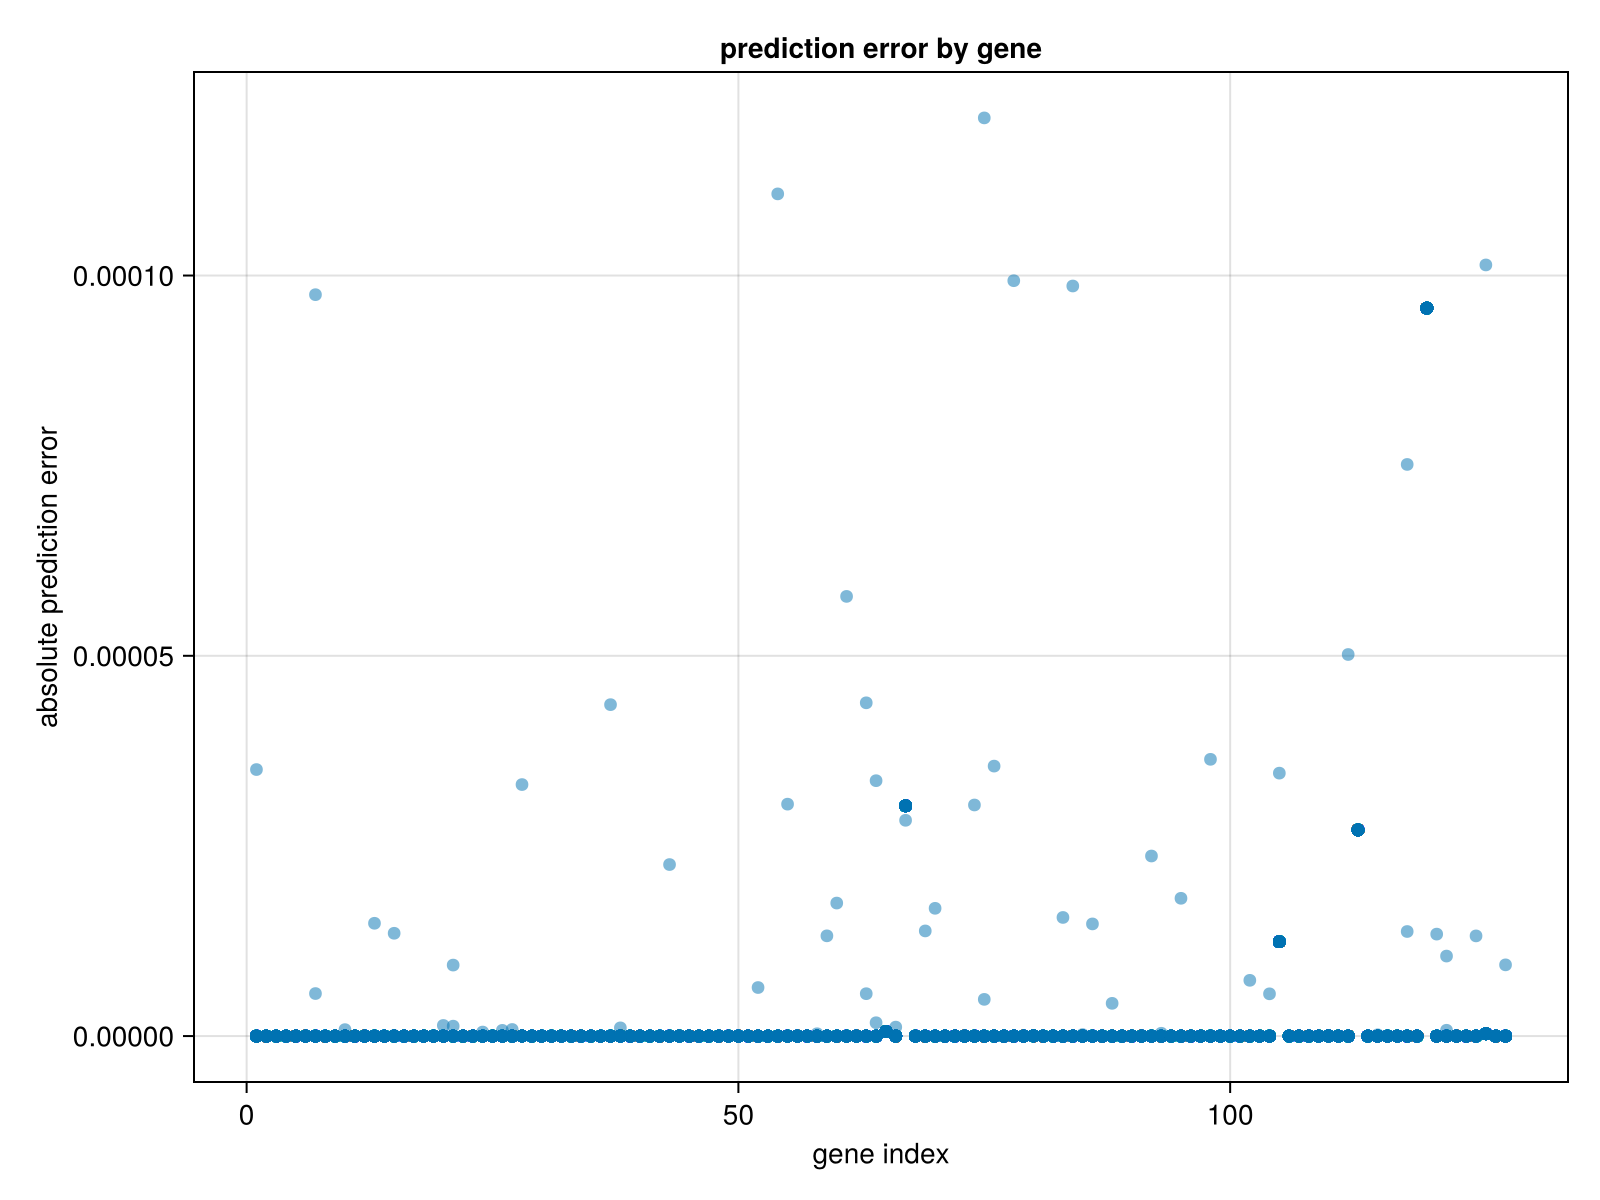 prediction error by gene
absolute prediction error
0.00010
0.00005
0.00000
0 50 100
gene index